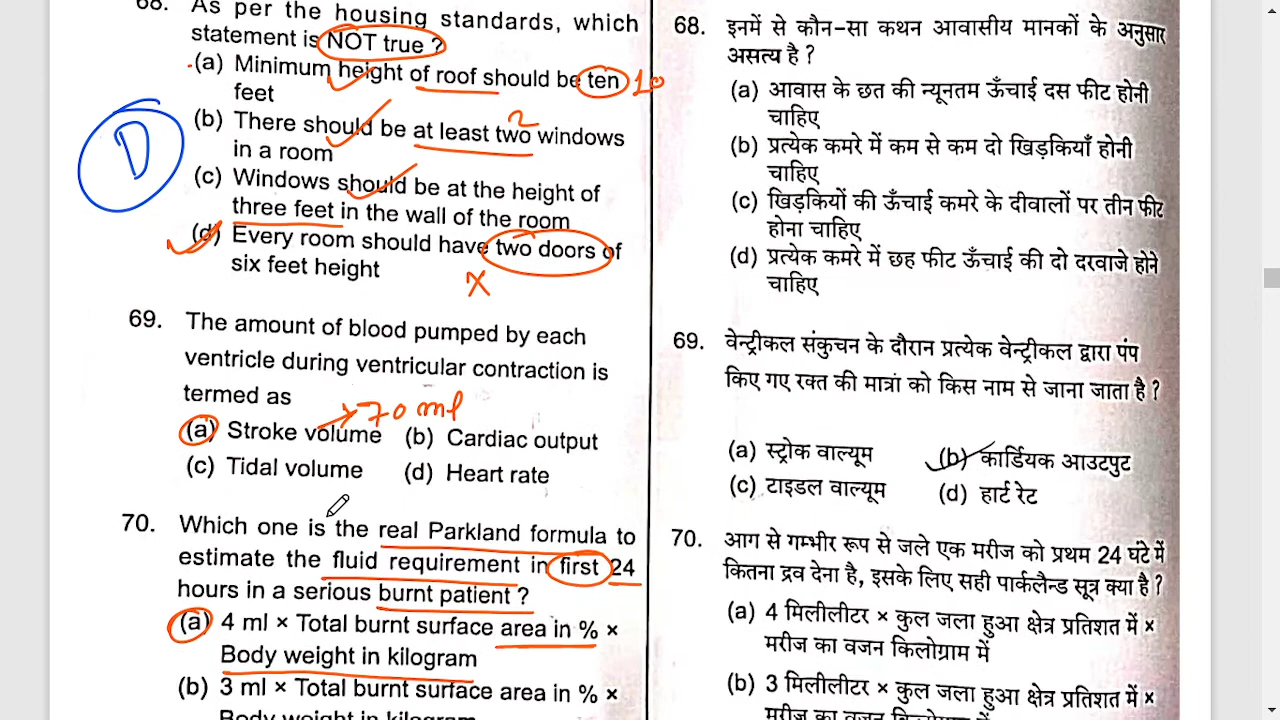 68. As per the housing standards, which
statement is NOT true ?
(a) Minimum height of roof should be ten 10
feet
(b) There should be at least two windows
2
in a room
(c) Windows should be at the height of
three feet in the wall of the room
(d) Every room should have two doors of
six feet height
D
x
69. The amount of blood pumped by each
ventricle during ventricular contraction is
termed as
→70 ml
(a) Stroke volume (b) Cardiac output
(c) Tidal volume (d) Heart rate
70. Which one is the real Parkland formula to
estimate the fluid requirement in first 24
hours in a serious burnt patient ?
(a) 4 ml × Total burnt surface area in % ×
Body weight in kilogram
(b) 3 ml × Total burnt surface area in % ×
Body weight in kilogram
68. इनमें से कौन-सा कथन आवासीय मानकों के अनुसार
असत्य है ?
(a) आवास के छत की न्यूनतम ऊँचाई दस फीट होनी
चाहिए
(b) प्रत्येक कमरे में कम से कम दो खिड़कियाँ होनी
चाहिए
(c) खिड़कियों की ऊँचाई कमरे के दीवालों पर तीन फीट
होना चाहिए
(d) प्रत्येक कमरे में छह फीट ऊँचाई की दो दरवाजे होने
चाहिए
69. वेन्ट्रीकल संकुचन के दौरान प्रत्येक वेन्ट्रीकल द्वारा पंप
किए गए रक्त की मात्रां को किस नाम से जाना जाता है ?
(a) स्ट्रोक वाल्यूम (b) कार्डियक आउटपुट
(c) टाइडल वाल्यूम (d) हार्ट रेट
70. आग से गम्भीर रूप से जले एक मरीज को प्रथम 24 घंटे में
कितना द्रव देना है, इसके लिए सही पार्कलैन्ड सूत्र क्या है ?
(a) 4 मिलीलीटर × कुल जला हुआ क्षेत्र प्रतिशत में ×
मरीज का वजन किलोग्राम में
(b) 3 मिलीलीटर × कुल जला हुआ क्षेत्र प्रतिशत में ×
मरीज का वजन किलोग्राम में